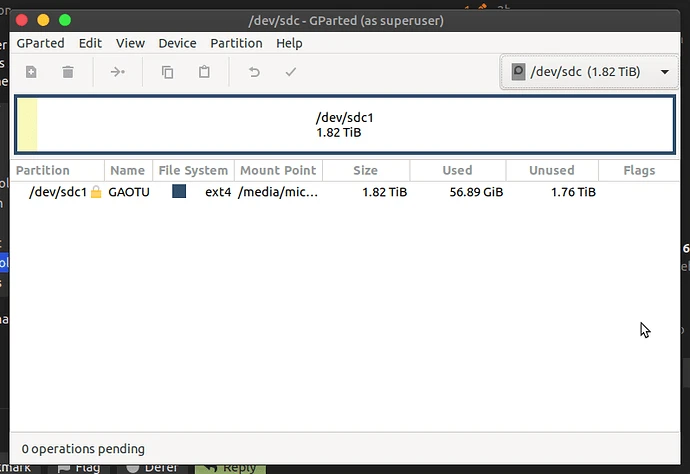 /dev/sdc - GParted (as superuser)
GParted Edit View Device Partition Help
/dev/sdc (1.82 TiB)
/dev/sdc1
1.82 TiB
Partition Name File System Mount Point Size Used Unused Flags
/dev/sdc1 GAOTU ext4 /media/mic... 1.82 TiB 56.89 GiB 1.76 TiB
0 operations pending
Flag Defer Reply